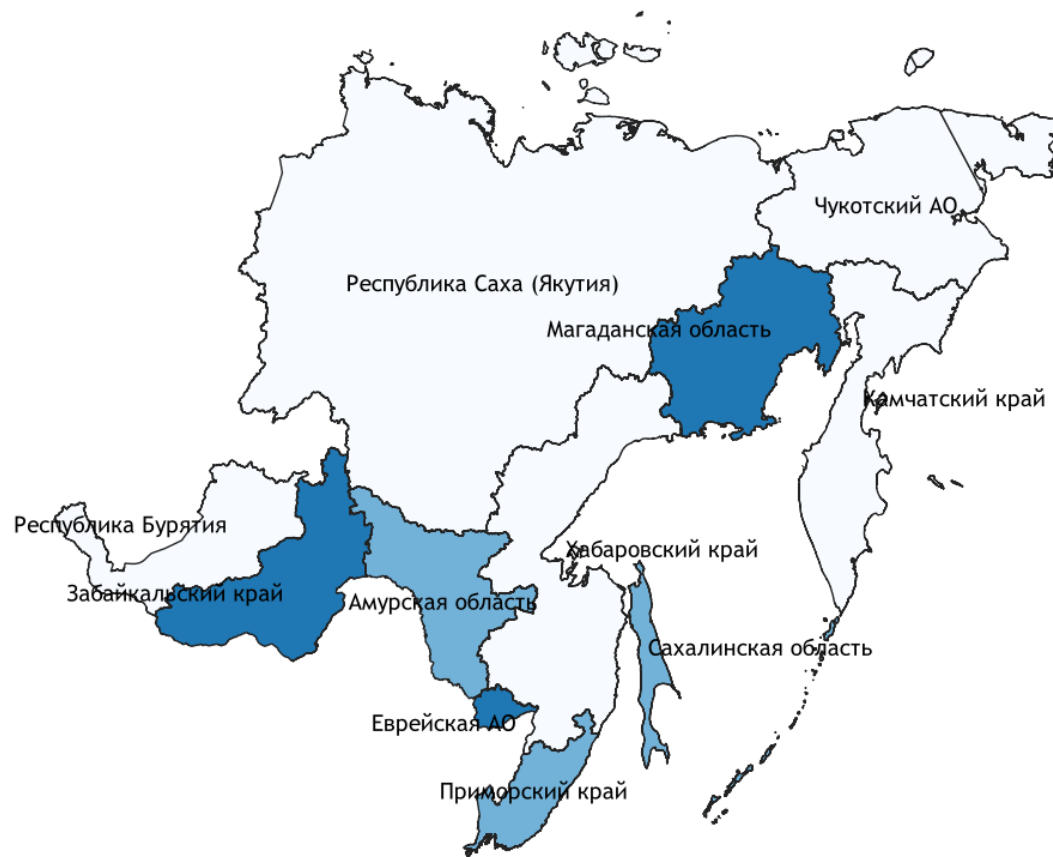 Чукотский АО
Республика Саха (Якутия)
Магаданская область
Камчатский край
Республика Бурятия
Хабаровский край
Забайкальский край
Амурская область
Сахалинская область
Еврейская АО
Приморский край